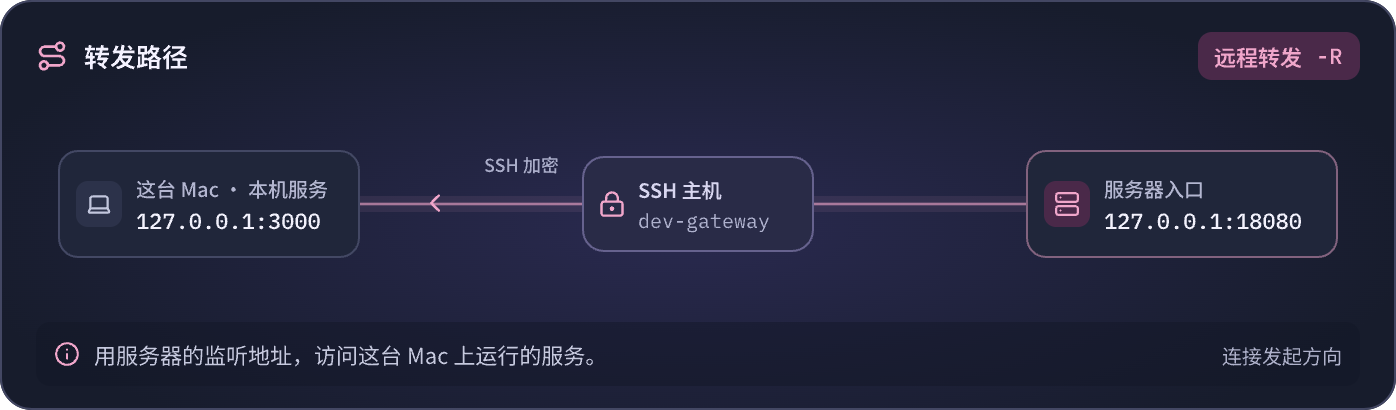 转发路径
远程转发 -R
SSH 加密
这台 Mac · 本机服务
127.0.0.1:3000
SSH 主机
dev-gateway
服务器入口
127.0.0.1:18080
用服务器的监听地址，访问这台 Mac 上运行的服务。
连接发起方向